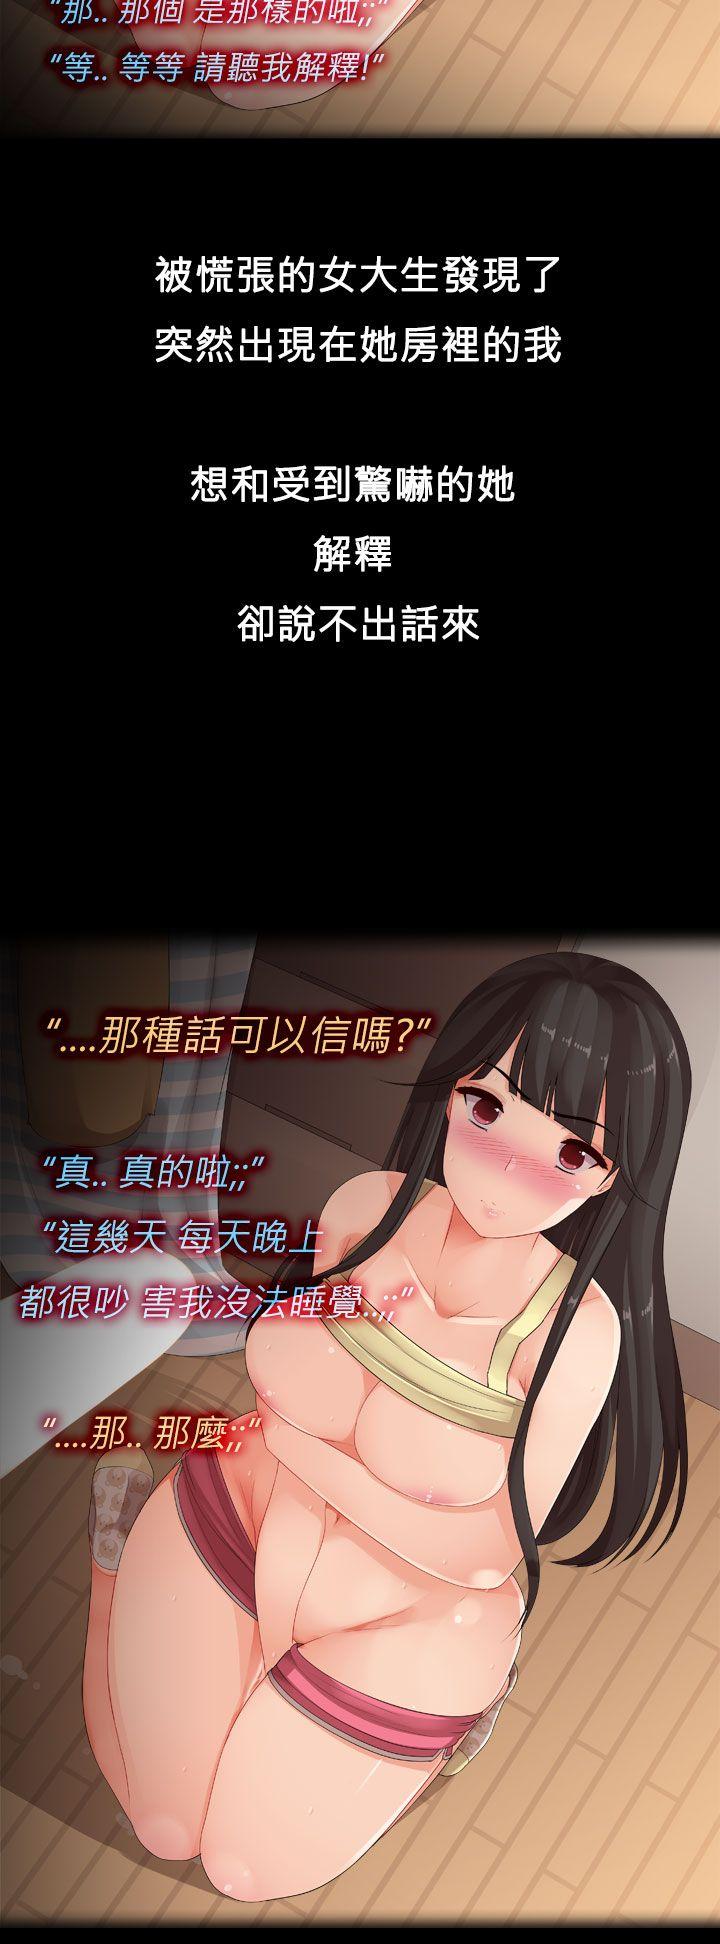 “那.. 那個 是那樣的啦;;”
“等.. 等等 請聽我解釋!”
被慌張的女大生發現了
突然出現在她房裡的我
想和受到驚嚇的她
解釋
卻說不出話來
“....那種話可以信嗎?”
“真.. 真的啦;;”
“這幾天 每天晚上
都很吵 害我沒法睡覺..;;”
“....那.. 那麼;;”